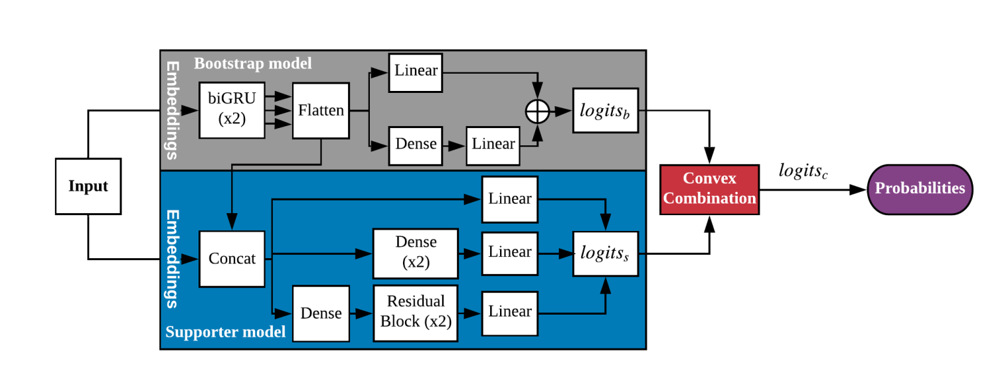 Input
Embeddings
Bootstrap model
biGRU
(x2)
Flatten
Linear
Dense
Linear
logits_b
Embeddings
Supporter model
Concat
Linear
Dense
(x2)
Linear
Dense
Residual
Block (x2)
Linear
logits_s
Convex
Combination
logits_c
Probabilities